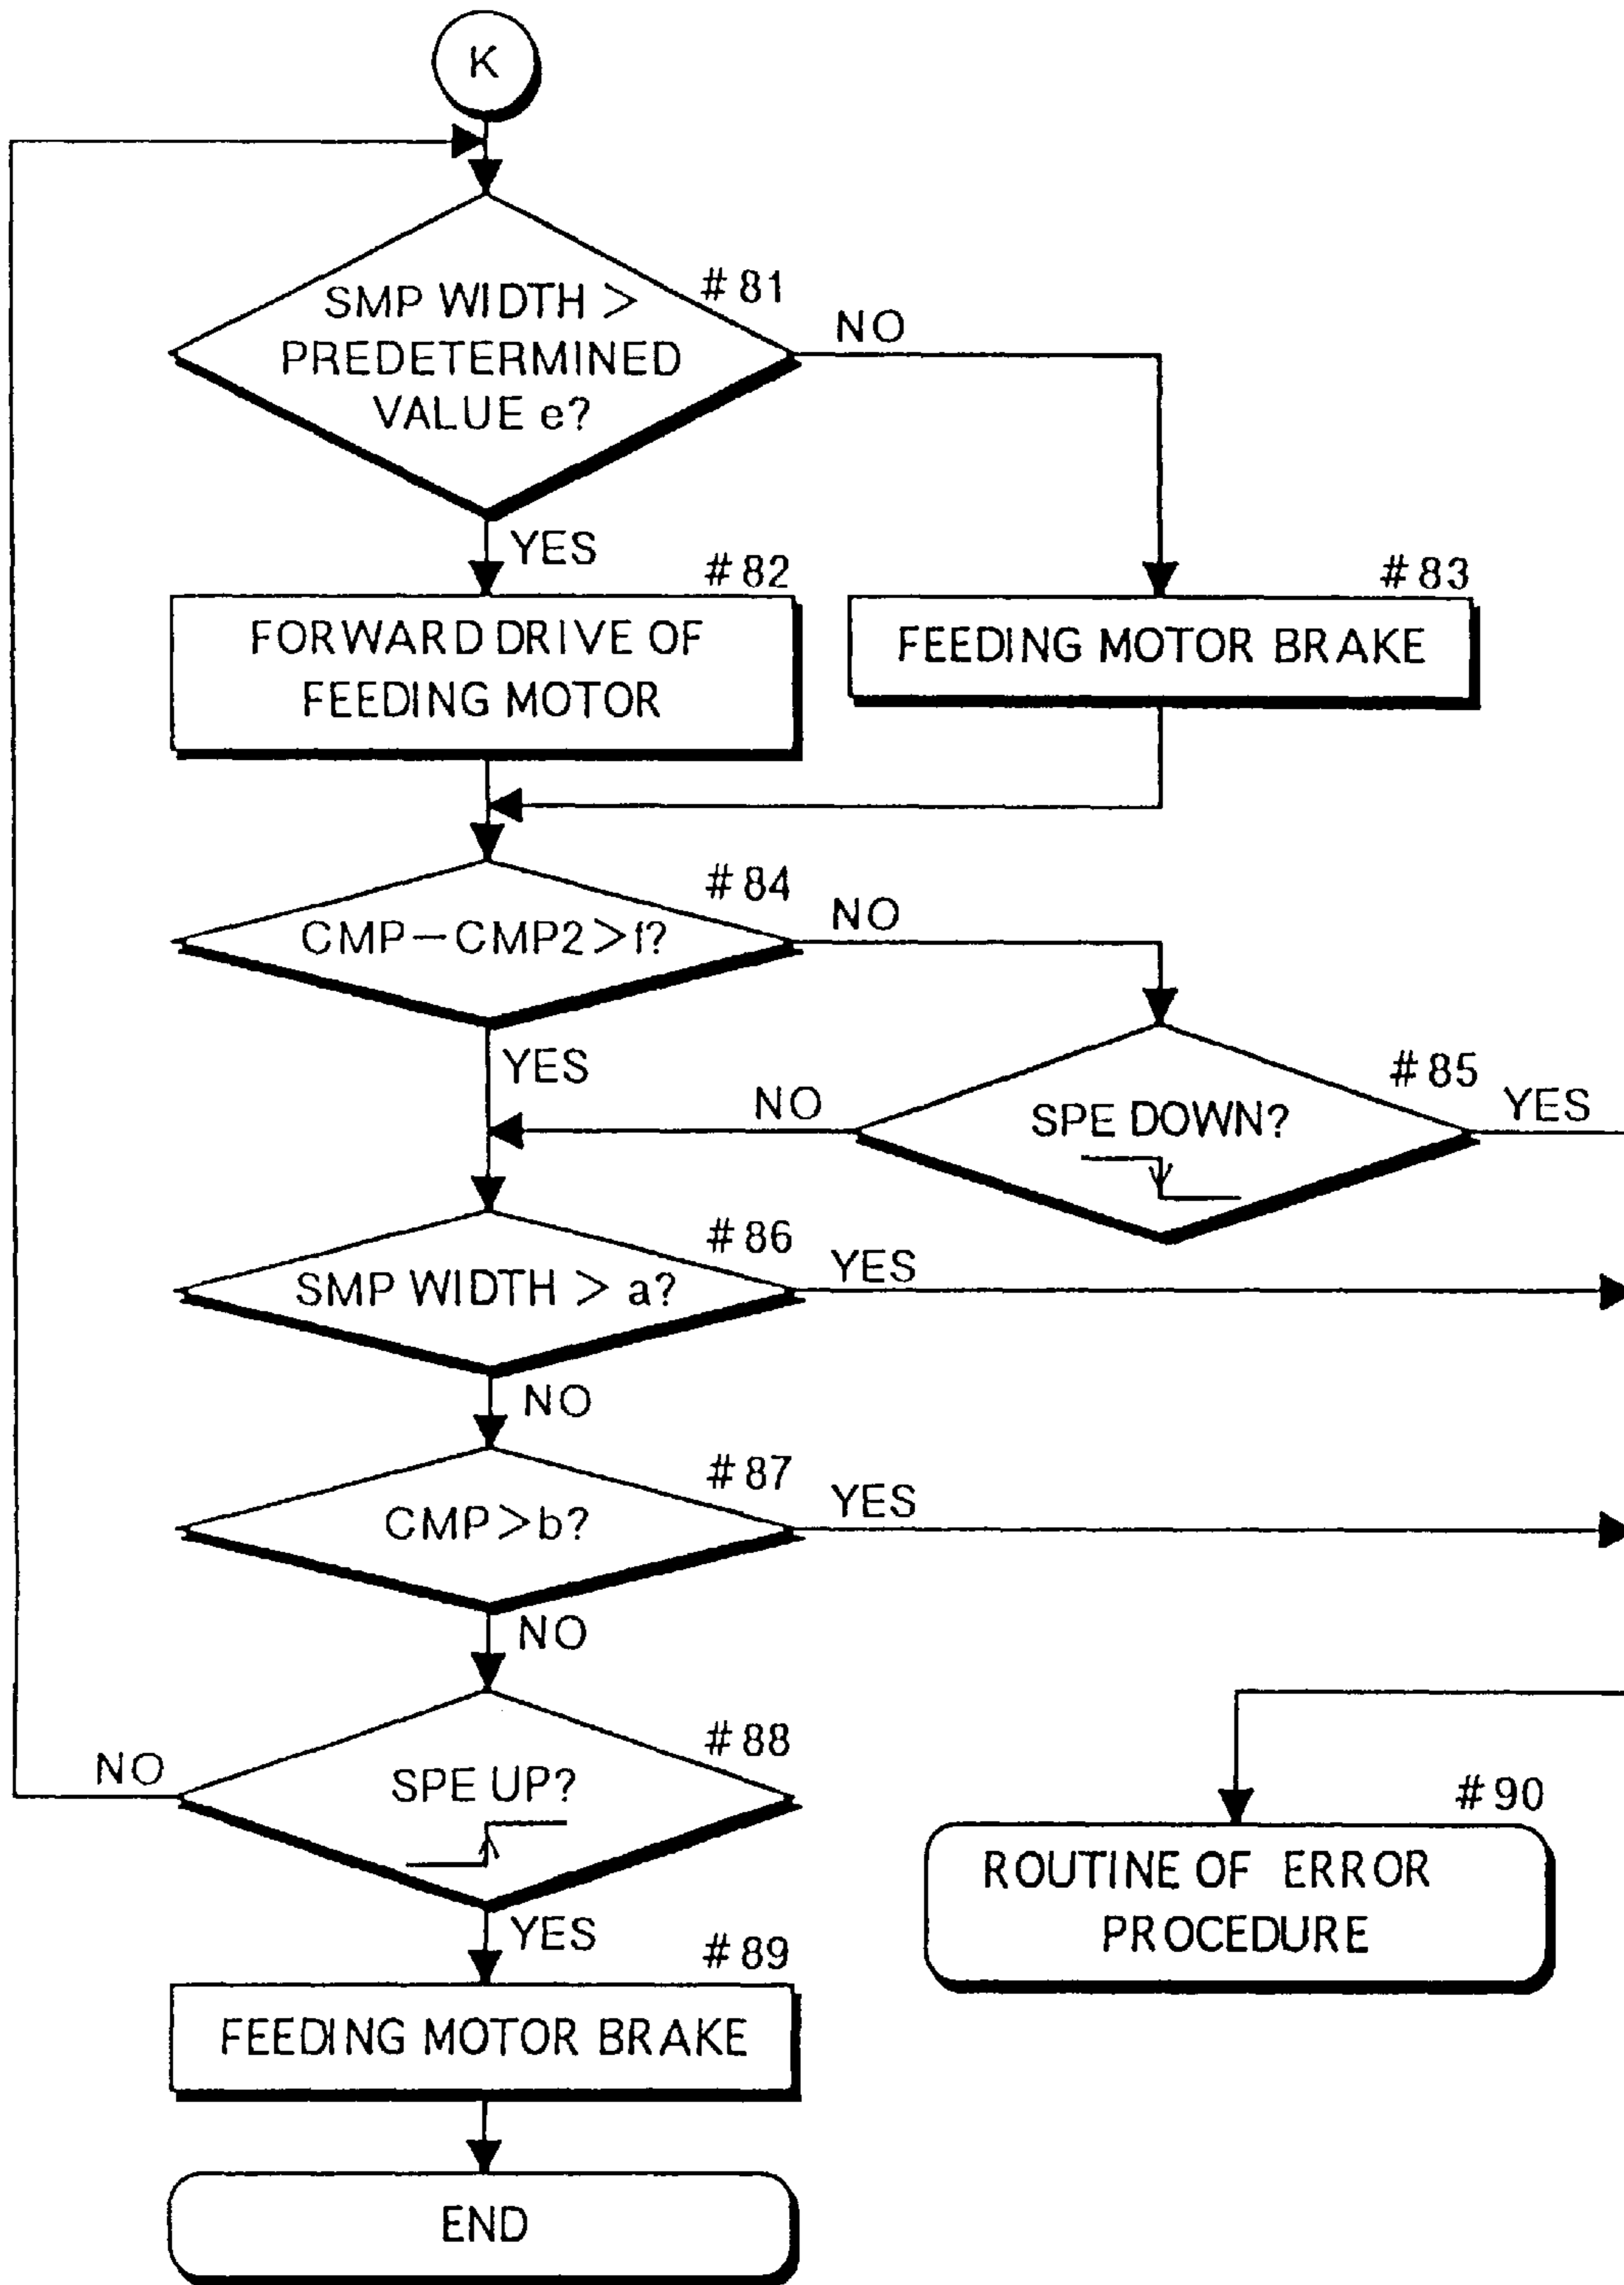 K
#81
SMP WIDTH >
PREDETERMINED
VALUE e?
NO
YES
#82
FORWARD DRIVE OF
FEEDING MOTOR
#83
FEEDING MOTOR BRAKE
#84
CMP-CMP2>f?
NO
YES
#85
SPE DOWN?
NO
YES
#86
SMP WIDTH > a?
YES
NO
#87
CMP>b?
YES
NO
#88
SPE UP?
NO
YES
#89
FEEDING MOTOR BRAKE
#90
ROUTINE OF ERROR
PROCEDURE
END